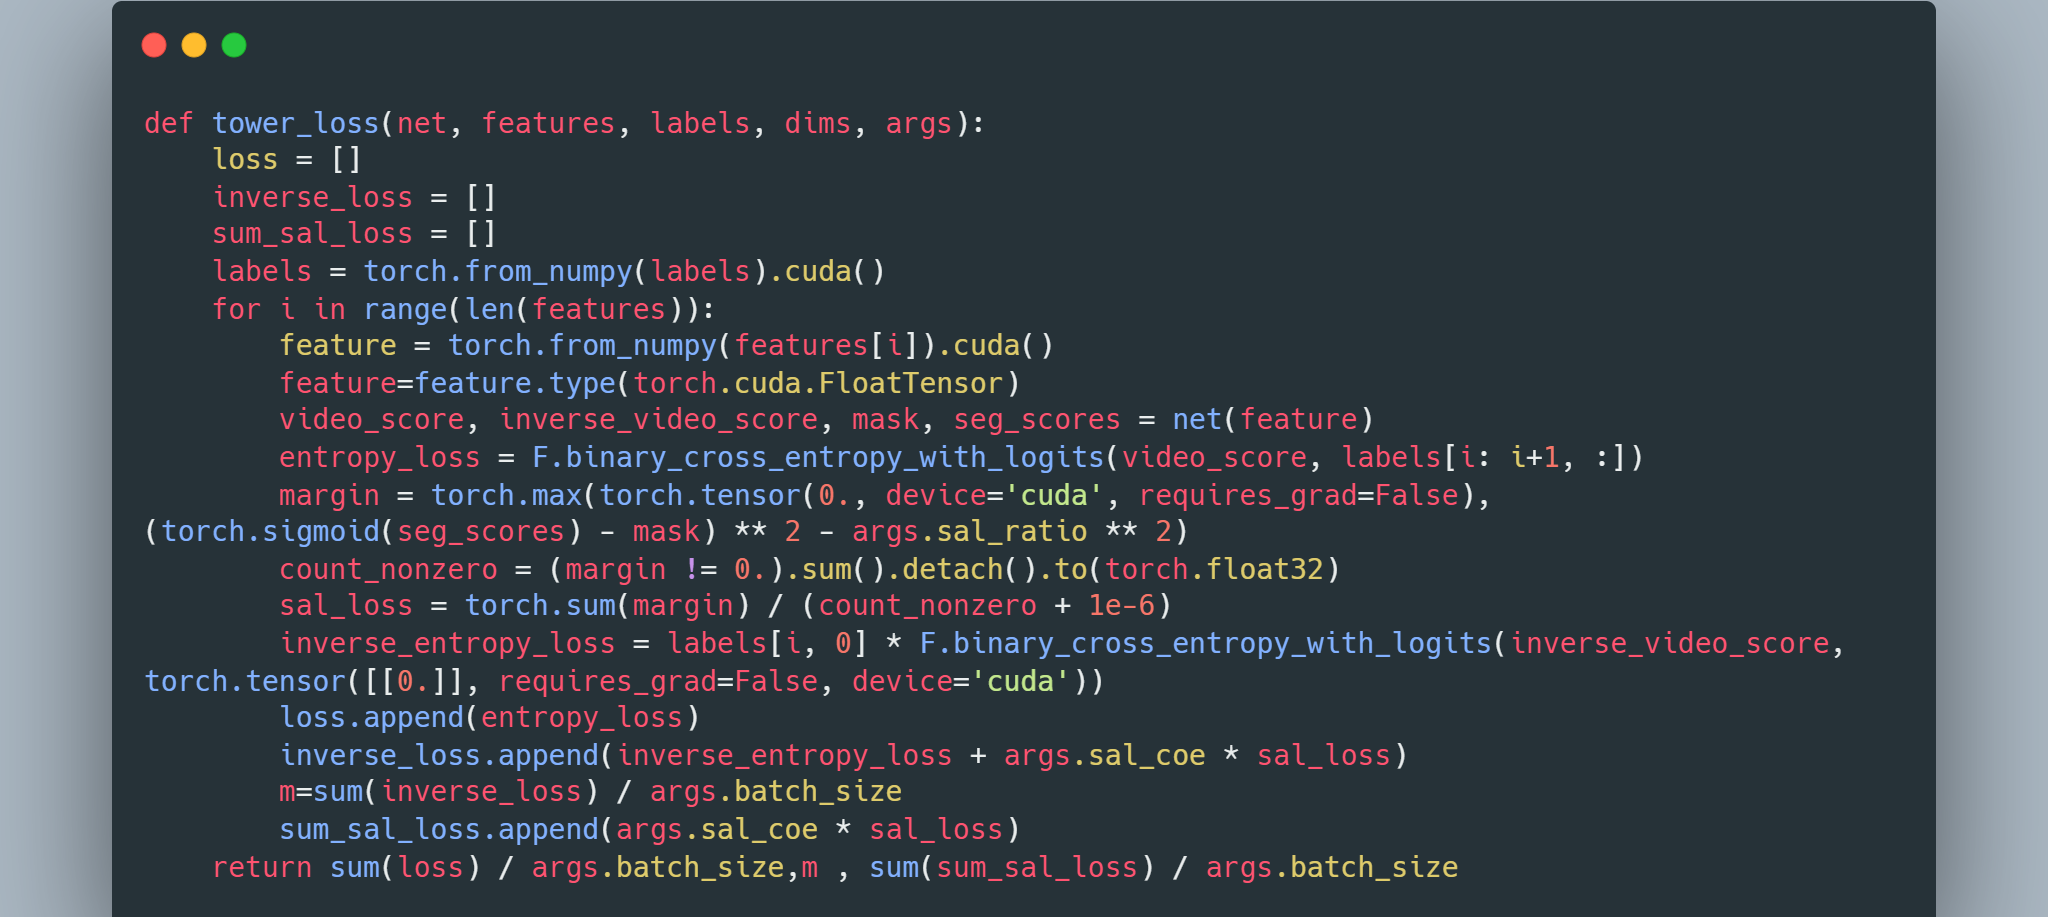 def tower_loss(net, features, labels, dims, args):
    loss = []
    inverse_loss = []
    sum_sal_loss = []
    labels = torch.from_numpy(labels).cuda()
    for i in range(len(features)):
        feature = torch.from_numpy(features[i]).cuda()
        feature=feature.type(torch.cuda.FloatTensor)
        video_score, inverse_video_score, mask, seg_scores = net(feature)
        entropy_loss = F.binary_cross_entropy_with_logits(video_score, labels[i: i+1, :])
        margin = torch.max(torch.tensor(0., device='cuda', requires_grad=False),
(torch.sigmoid(seg_scores) - mask) ** 2 - args.sal_ratio ** 2)
        count_nonzero = (margin != 0.).sum().detach().to(torch.float32)
        sal_loss = torch.sum(margin) / (count_nonzero + 1e-6)
        inverse_entropy_loss = labels[i, 0] * F.binary_cross_entropy_with_logits(inverse_video_score,
torch.tensor([[0.]], requires_grad=False, device='cuda'))
        loss.append(entropy_loss)
        inverse_loss.append(inverse_entropy_loss + args.sal_coe * sal_loss)
        m=sum(inverse_loss) / args.batch_size
        sum_sal_loss.append(args.sal_coe * sal_loss)
    return sum(loss) / args.batch_size,m , sum(sum_sal_loss) / args.batch_size